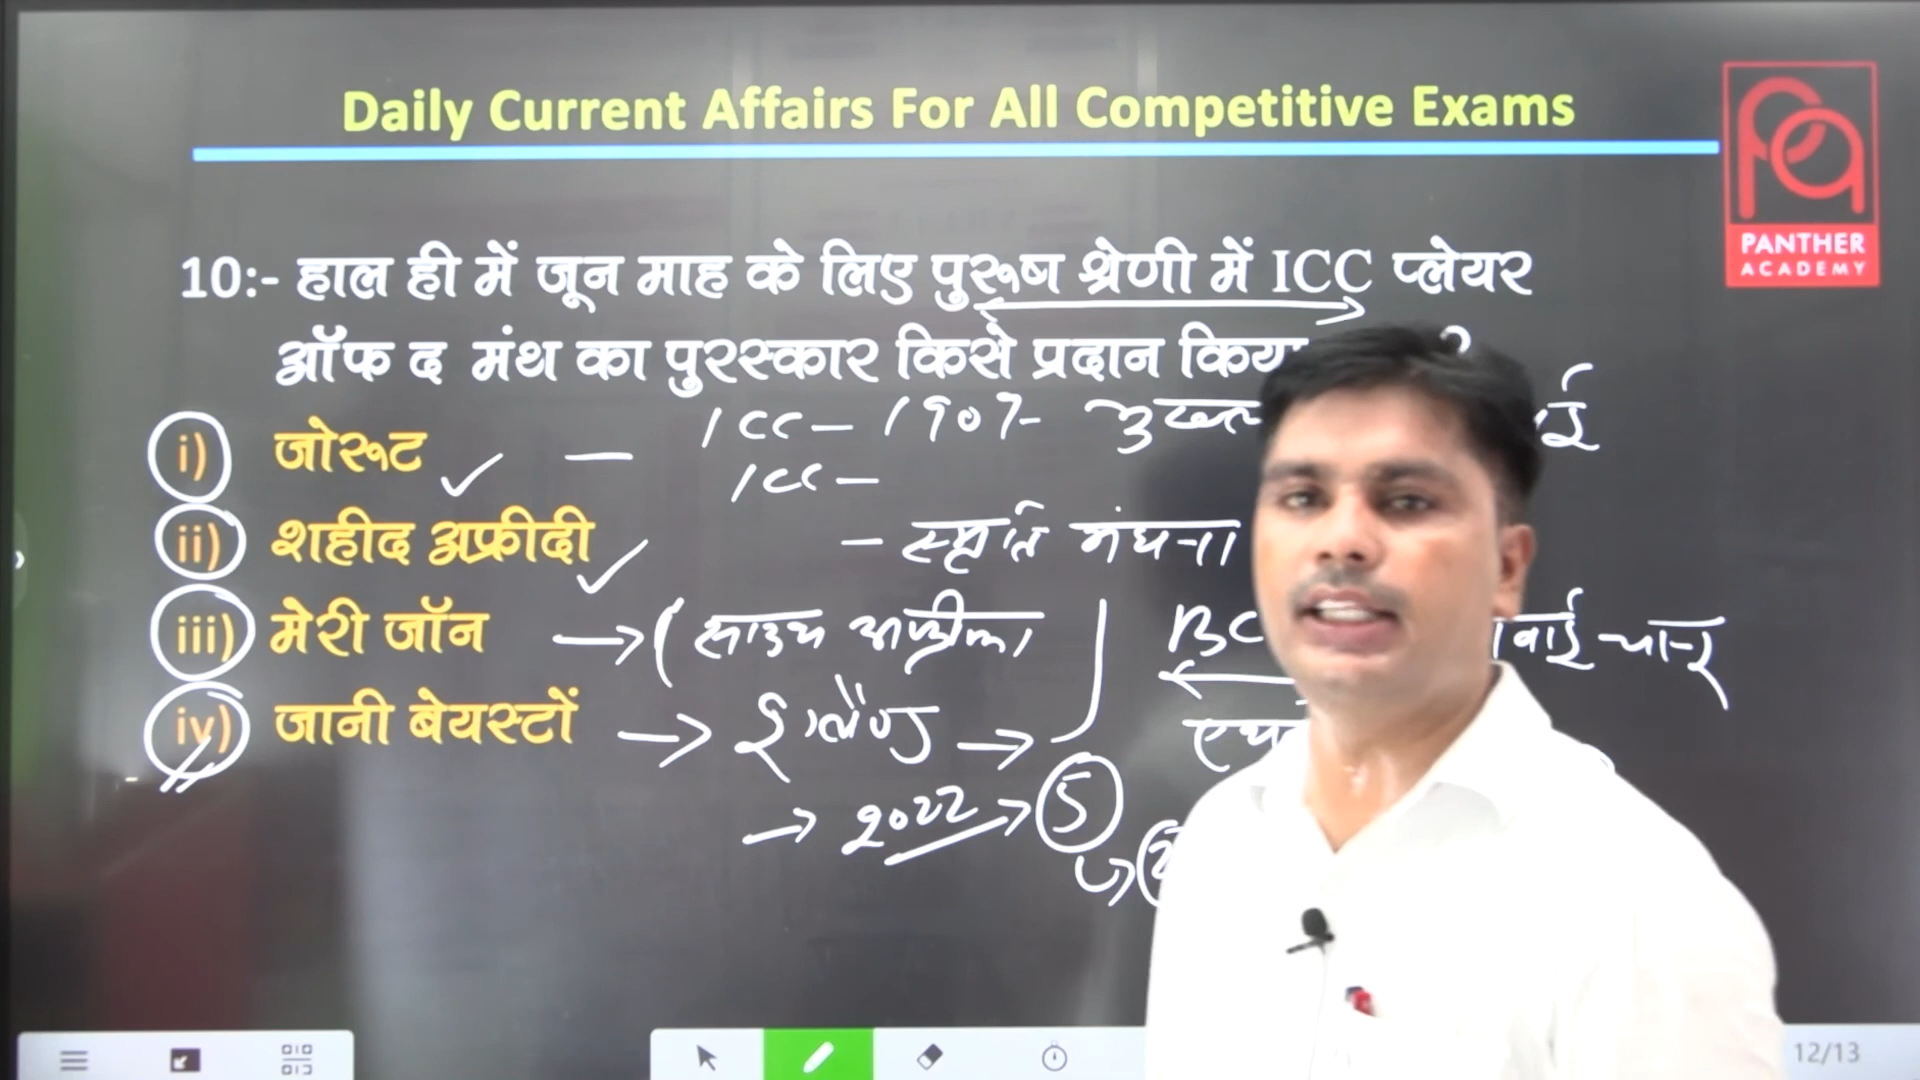 Daily Current Affairs For All Competitive Exams
PANTHER
ACADEMY
10:- हाल ही में जून माह के लिए पुरूष श्रेणी में ICC प्लेयर
ऑफ द मंथ का पुरस्कार किसे प्रदान किया
ICC – 1907 –
i) जोरूट
ICC –
ii) शहीद अफ्रीदी
– स्मृति मंधना
iii) मेरी जॉन
साउथ अफ्रीका
iv) जानी बेयस्टों
इंग्लैण्ड
2022
5
12/13